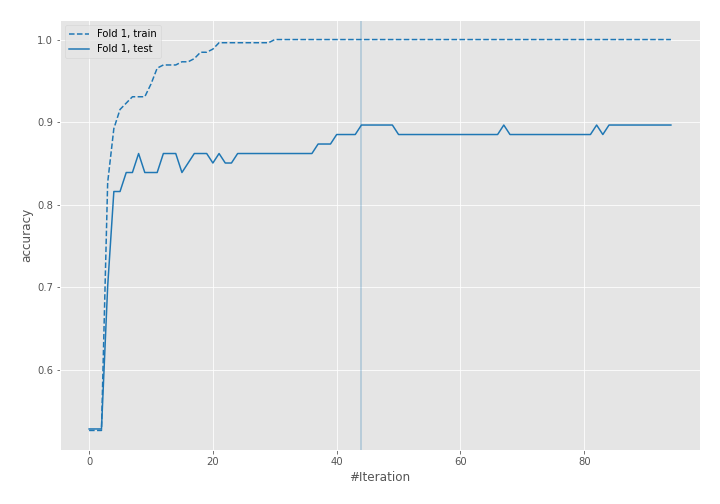 Fold 1, train
Fold 1, test
1.0
0.9
0.8
0.7
0.6
accuracy
0 20 40 60 80
#Iteration